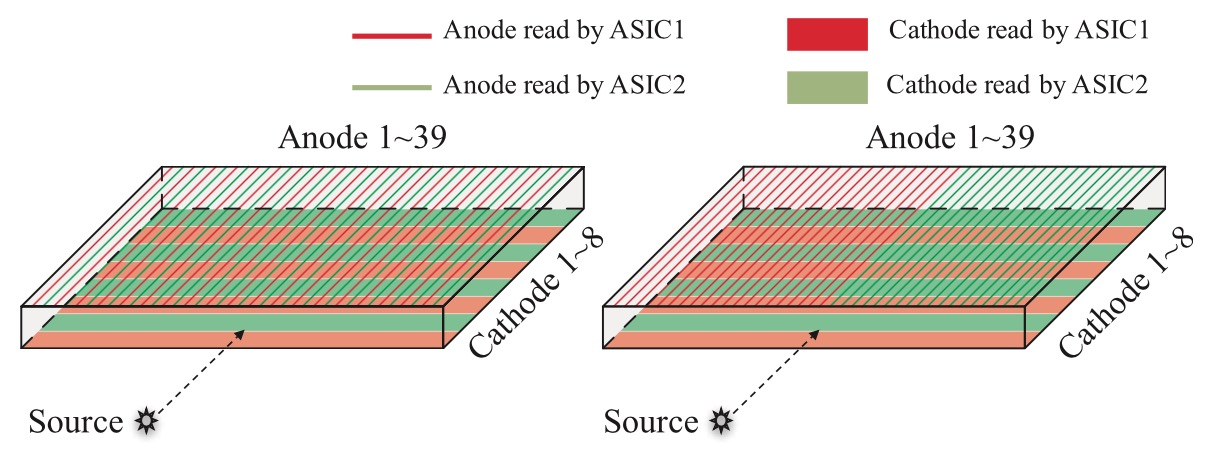 Anode read by ASIC1
Cathode read by ASIC1
Anode read by ASIC2
Cathode read by ASIC2
Anode 1~39
Anode 1~39
Cathode 1~8
Cathode 1~8
Source
Source